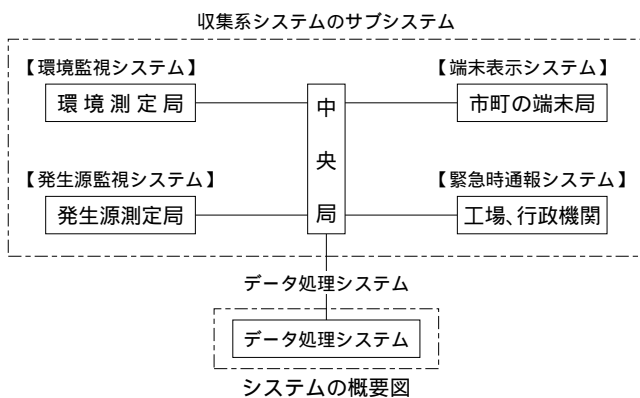 収集系システムのサブシステム
【環境監視システム】
環境測定局
【端末表示システム】
市町の端末局
中央局
【発生源監視システム】
発生源測定局
【緊急時通報システム】
工場、行政機関
データ処理システム
データ処理システム
システムの概要図